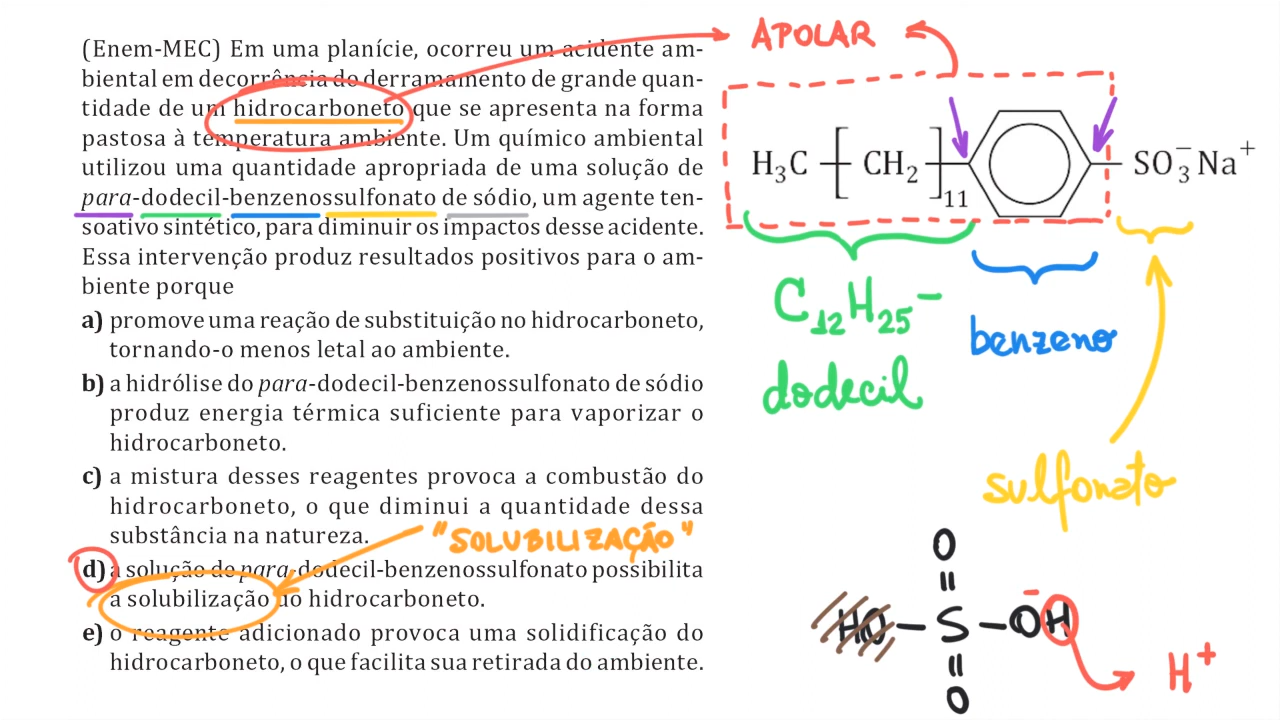 (Enem-MEC) Em uma planície, ocorreu um acidente am-
biental em decorrência do derramamento de grande quan-
tidade de um hidrocarboneto que se apresenta na forma
pastosa à temperatura ambiente. Um químico ambiental
utilizou uma quantidade apropriada de uma solução de
para-dodecil-benzenossulfonato de sódio, um agente ten-
soativo sintético, para diminuir os impactos desse acidente.
Essa intervenção produz resultados positivos para o am-
biente porque
a) promove uma reação de substituição no hidrocarboneto,
tornando-o menos letal ao ambiente.
b) a hidrólise do para-dodecil-benzenossulfonato de sódio
produz energia térmica suficiente para vaporizar o
hidrocarboneto.
c) a mistura desses reagentes provoca a combustão do
hidrocarboneto, o que diminui a quantidade dessa
substância na natureza.
"SOLUBILIZAÇÃO"
d) a solução de para-dodecil-benzenossulfonato possibilita
a solubilização do hidrocarboneto.
e) o reagente adicionado provoca uma solidificação do
hidrocarboneto, o que facilita sua retirada do ambiente.
APOLAR
H₃C [ CH₂ ]₁₁ SO₃⁻Na⁺
C₁₂H₂₅⁻
dodecil
benzeno
sulfonato
O
HO–S–O⁻H
O
H⁺